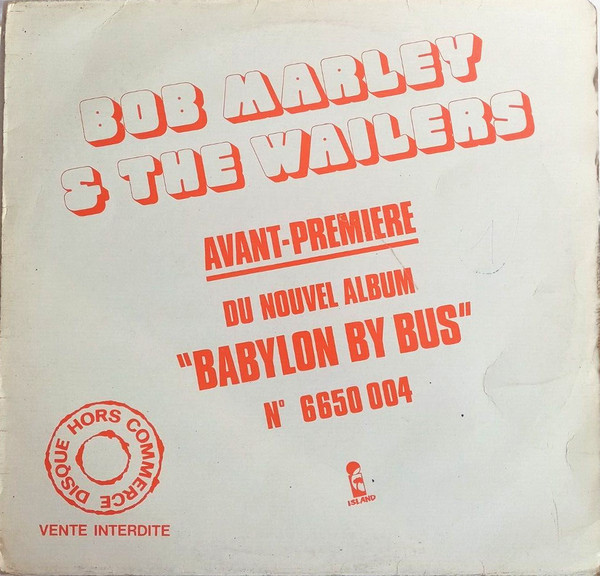 BOB MARLEY
& THE WAILERS
AVANT-PREMIERE
DU NOUVEL ALBUM
"BABYLON BY BUS"
N° 6650 004
DISQUE HORS COMMERCE
VENTE INTERDITE
ISLAND